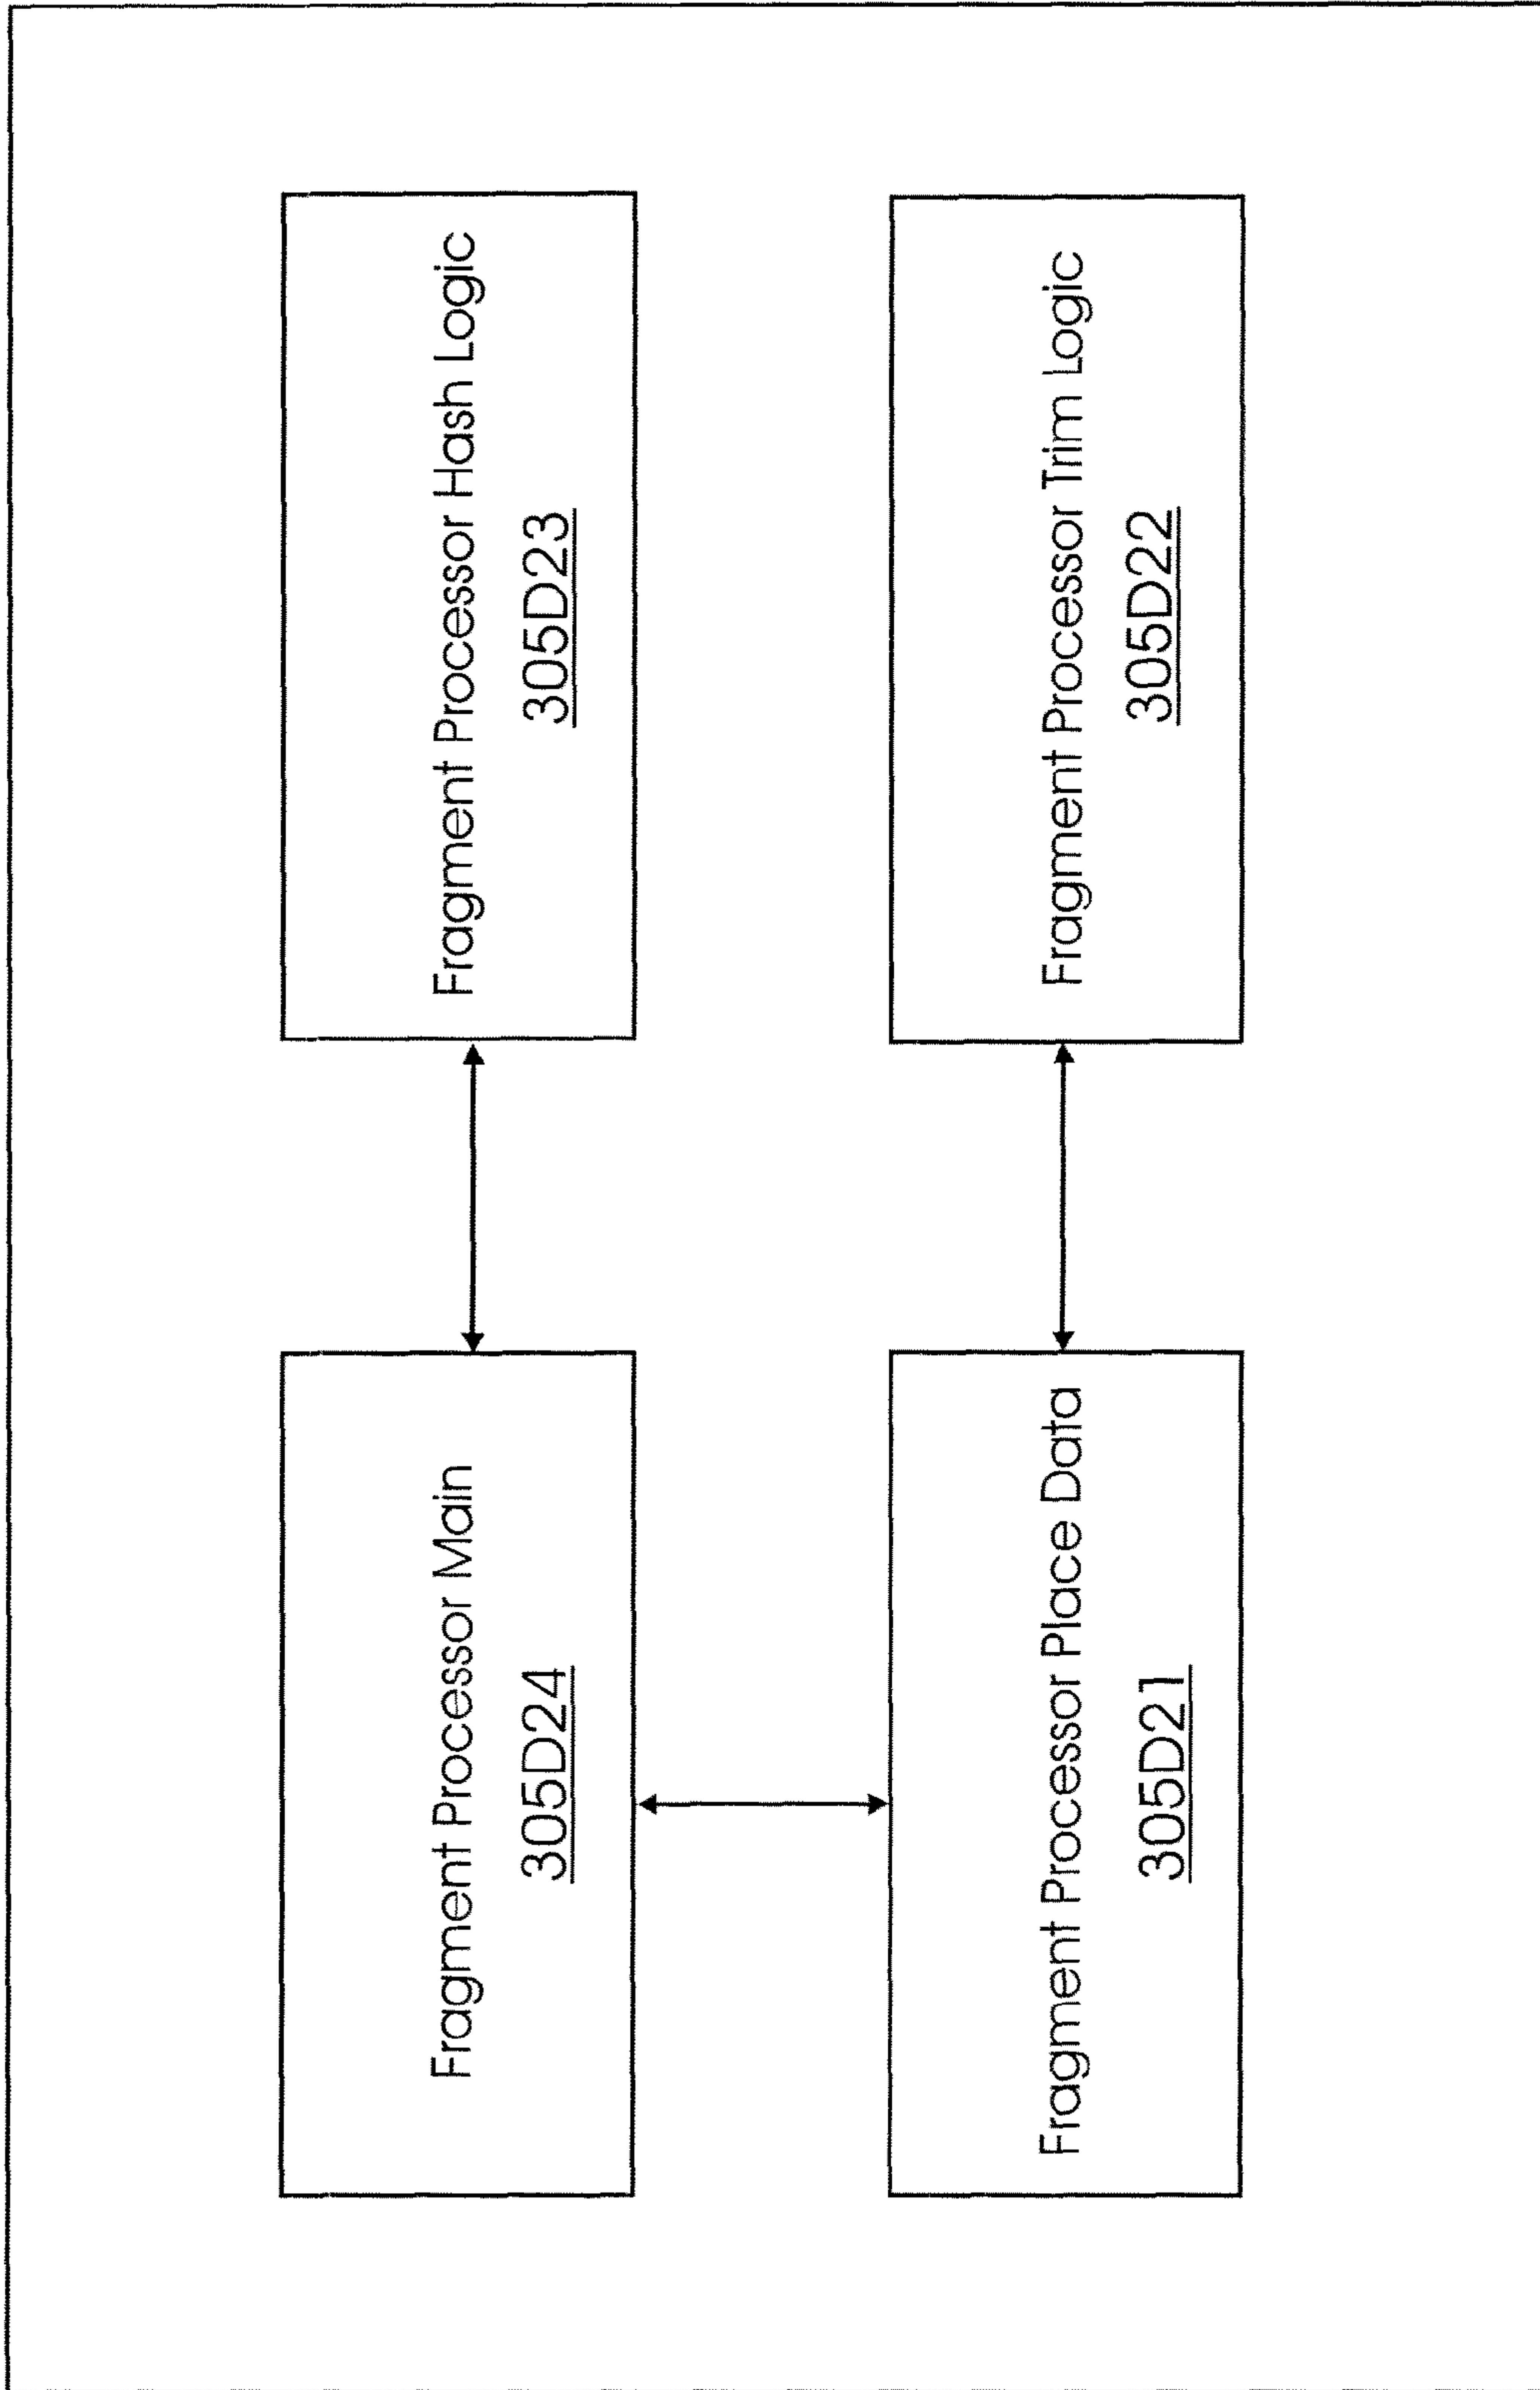 Fragment Processor Main
305D24
Fragment Processor Hash Logic
305D23
Fragment Processor Place Data
305D21
Fragment Processor Trim Logic
305D22